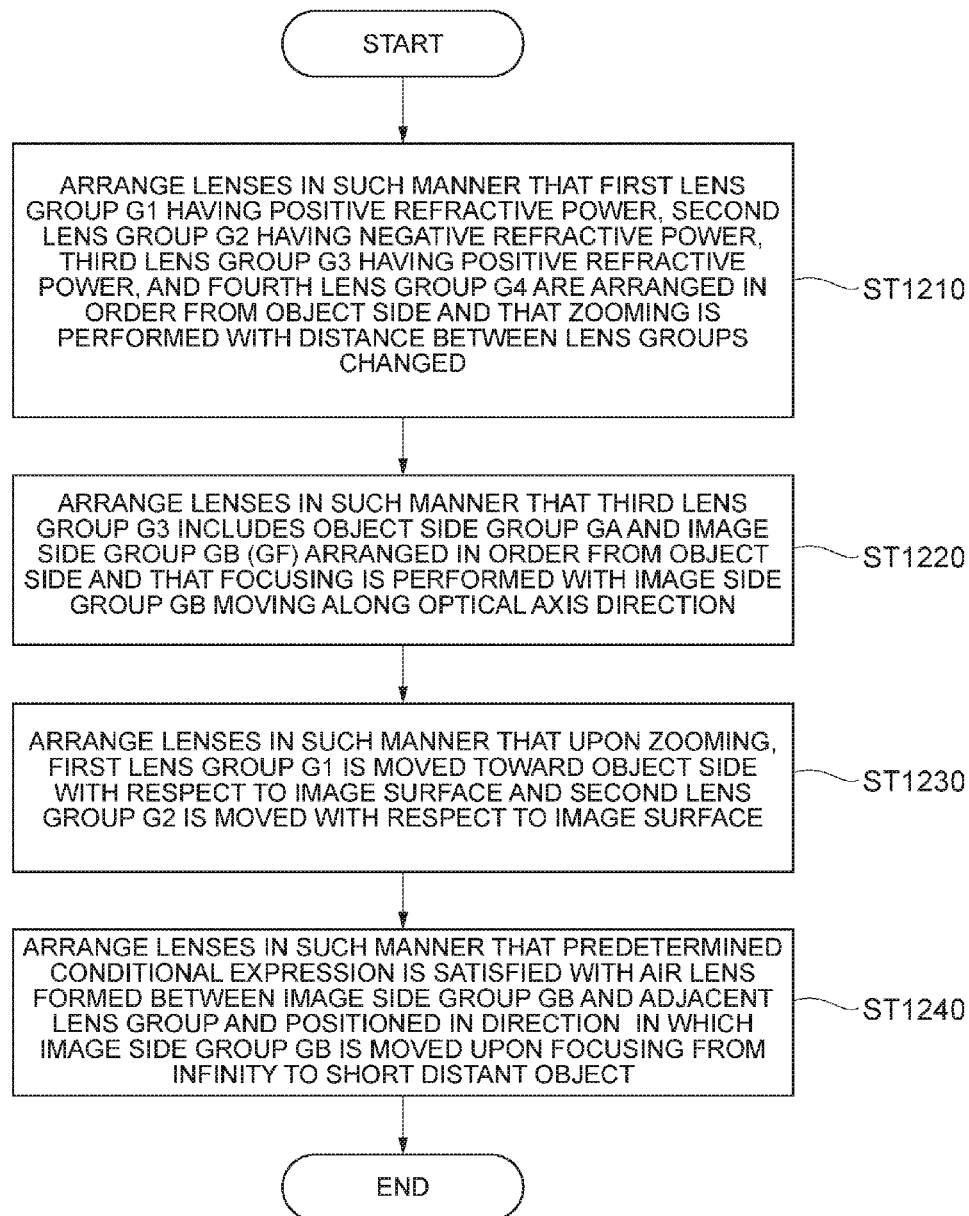 START
ARRANGE LENSES IN SUCH MANNER THAT FIRST LENS
GROUP G1 HAVING POSITIVE REFRACTIVE POWER, SECOND
LENS GROUP G2 HAVING NEGATIVE REFRACTIVE POWER,
THIRD LENS GROUP G3 HAVING POSITIVE REFRACTIVE
POWER, AND FOURTH LENS GROUP G4 ARE ARRANGED IN
ORDER FROM OBJECT SIDE AND THAT ZOOMING IS
PERFORMED WITH DISTANCE BETWEEN LENS GROUPS
CHANGED
ST1210
ARRANGE LENSES IN SUCH MANNER THAT THIRD LENS
GROUP G3 INCLUDES OBJECT SIDE GROUP GA AND IMAGE
SIDE GROUP GB (GF) ARRANGED IN ORDER FROM OBJECT
SIDE AND THAT FOCUSING IS PERFORMED WITH IMAGE SIDE
GROUP GB MOVING ALONG OPTICAL AXIS DIRECTION
ST1220
ARRANGE LENSES IN SUCH MANNER THAT UPON ZOOMING,
FIRST LENS GROUP G1 IS MOVED TOWARD OBJECT SIDE
WITH RESPECT TO IMAGE SURFACE AND SECOND LENS
GROUP G2 IS MOVED WITH RESPECT TO IMAGE SURFACE
ST1230
ARRANGE LENSES IN SUCH MANNER THAT PREDETERMINED
CONDITIONAL EXPRESSION IS SATISFIED WITH AIR LENS
FORMED BETWEEN IMAGE SIDE GROUP GB AND ADJACENT
LENS GROUP AND POSITIONED IN DIRECTION IN WHICH
IMAGE SIDE GROUP GB IS MOVED UPON FOCUSING FROM
INFINITY TO SHORT DISTANT OBJECT
ST1240
END